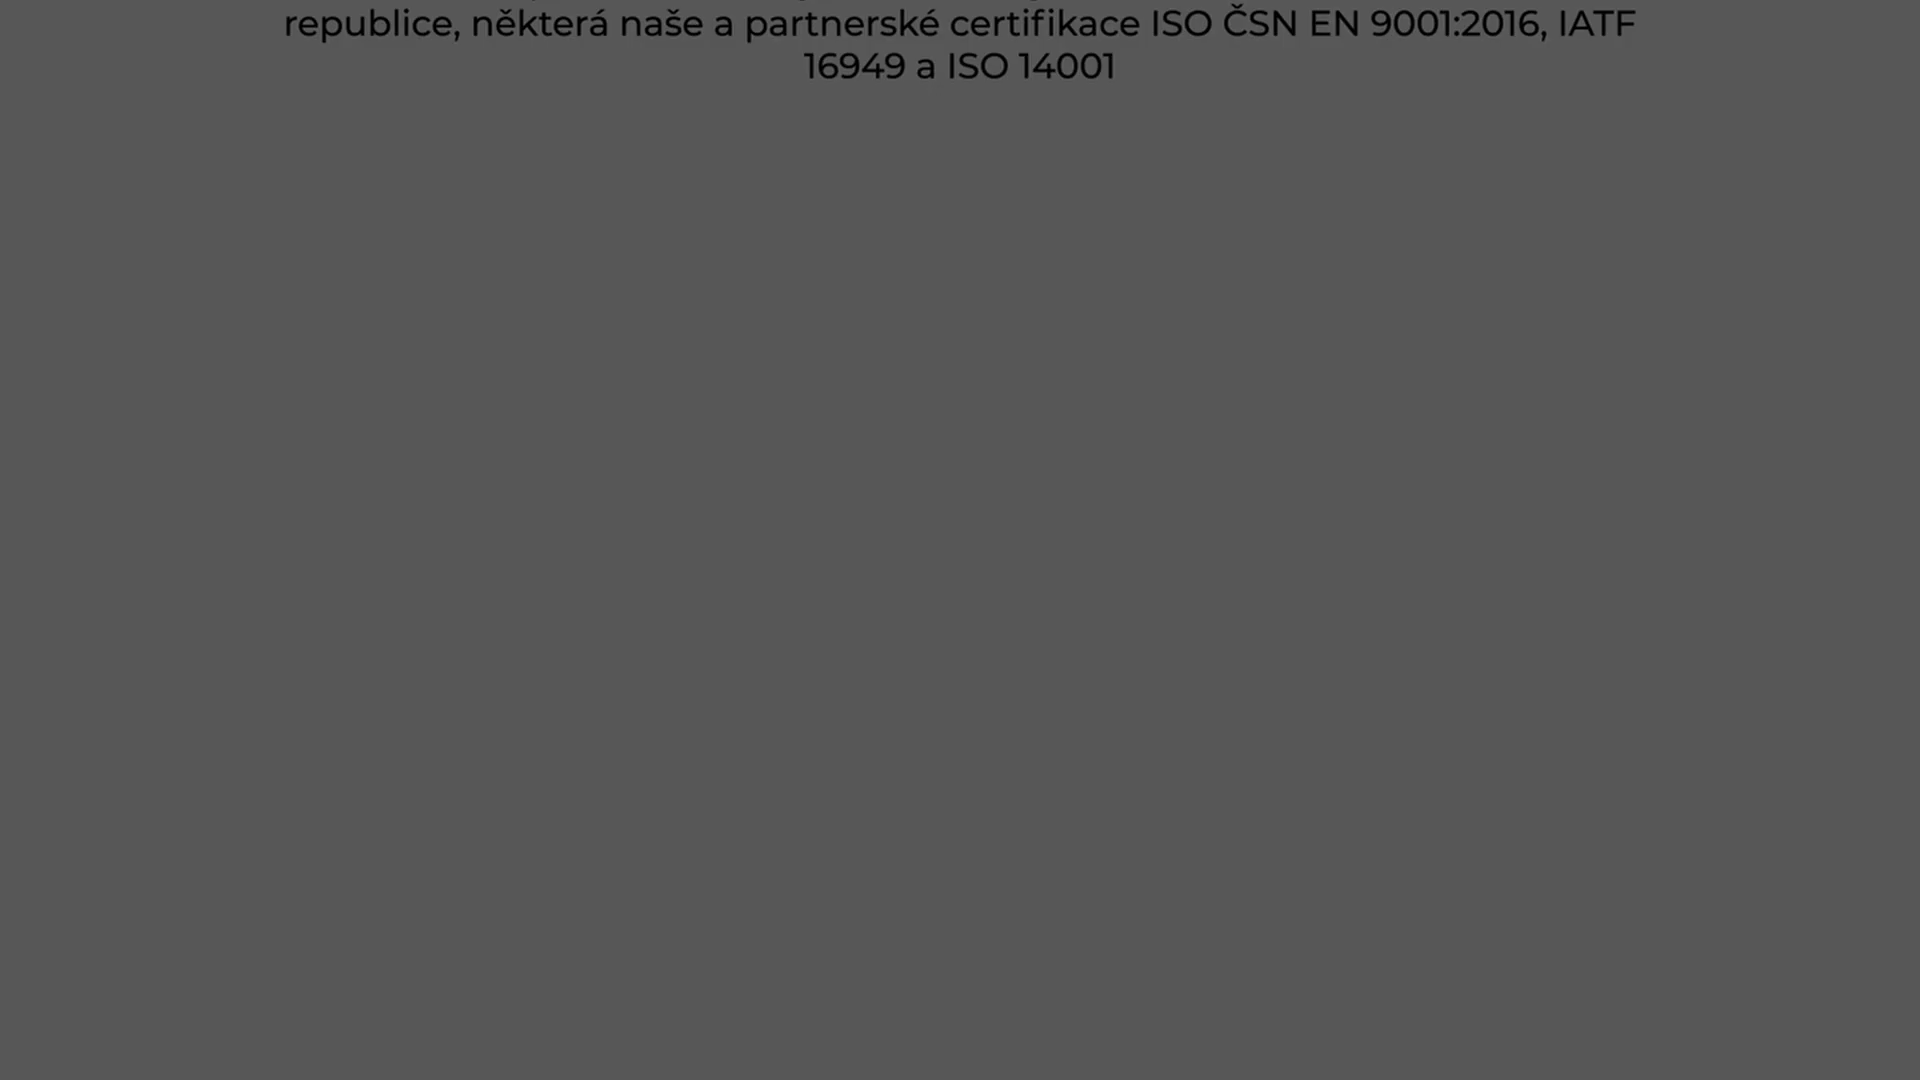 republice, některá naše a partnerské certifikace ISO ČSN EN 9001:2016, IATF
16949 a ISO 14001